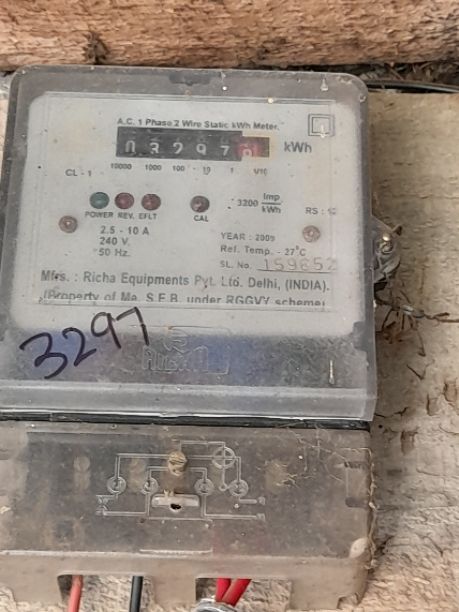 A.C. 1 Phase 2 Wire Static kWh Meter.
03297 kWh
10000 1000 100 10 1 1/10
CL - 1
POWER REV. EFLT CAL
3200 Imp/kWh
RS :
2.5 - 10 A
240 V.
50 Hz.
YEAR : 2009
Ref. Temp. - 27°C
SL. No. 159652
Mfrs. : Richa Equipments Pvt. Ltd. Delhi, (INDIA).
(Property of Me. S.E.B. under RGGVY scheme)
3297